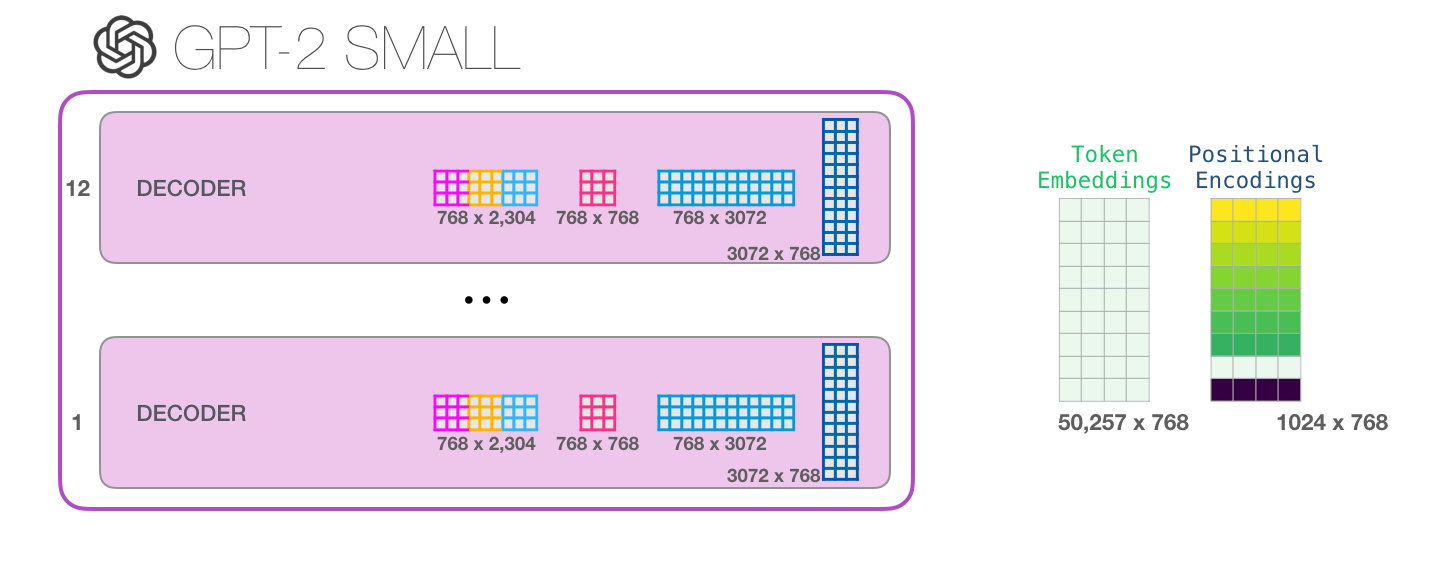 GPT-2 SMALL
12
DECODER
768 x 2,304
768 x 768
768 x 3072
3072 x 768
...
1
DECODER
768 x 2,304
768 x 768
768 x 3072
3072 x 768
Token
Embeddings
50,257 x 768
Positional
Encodings
1024 x 768